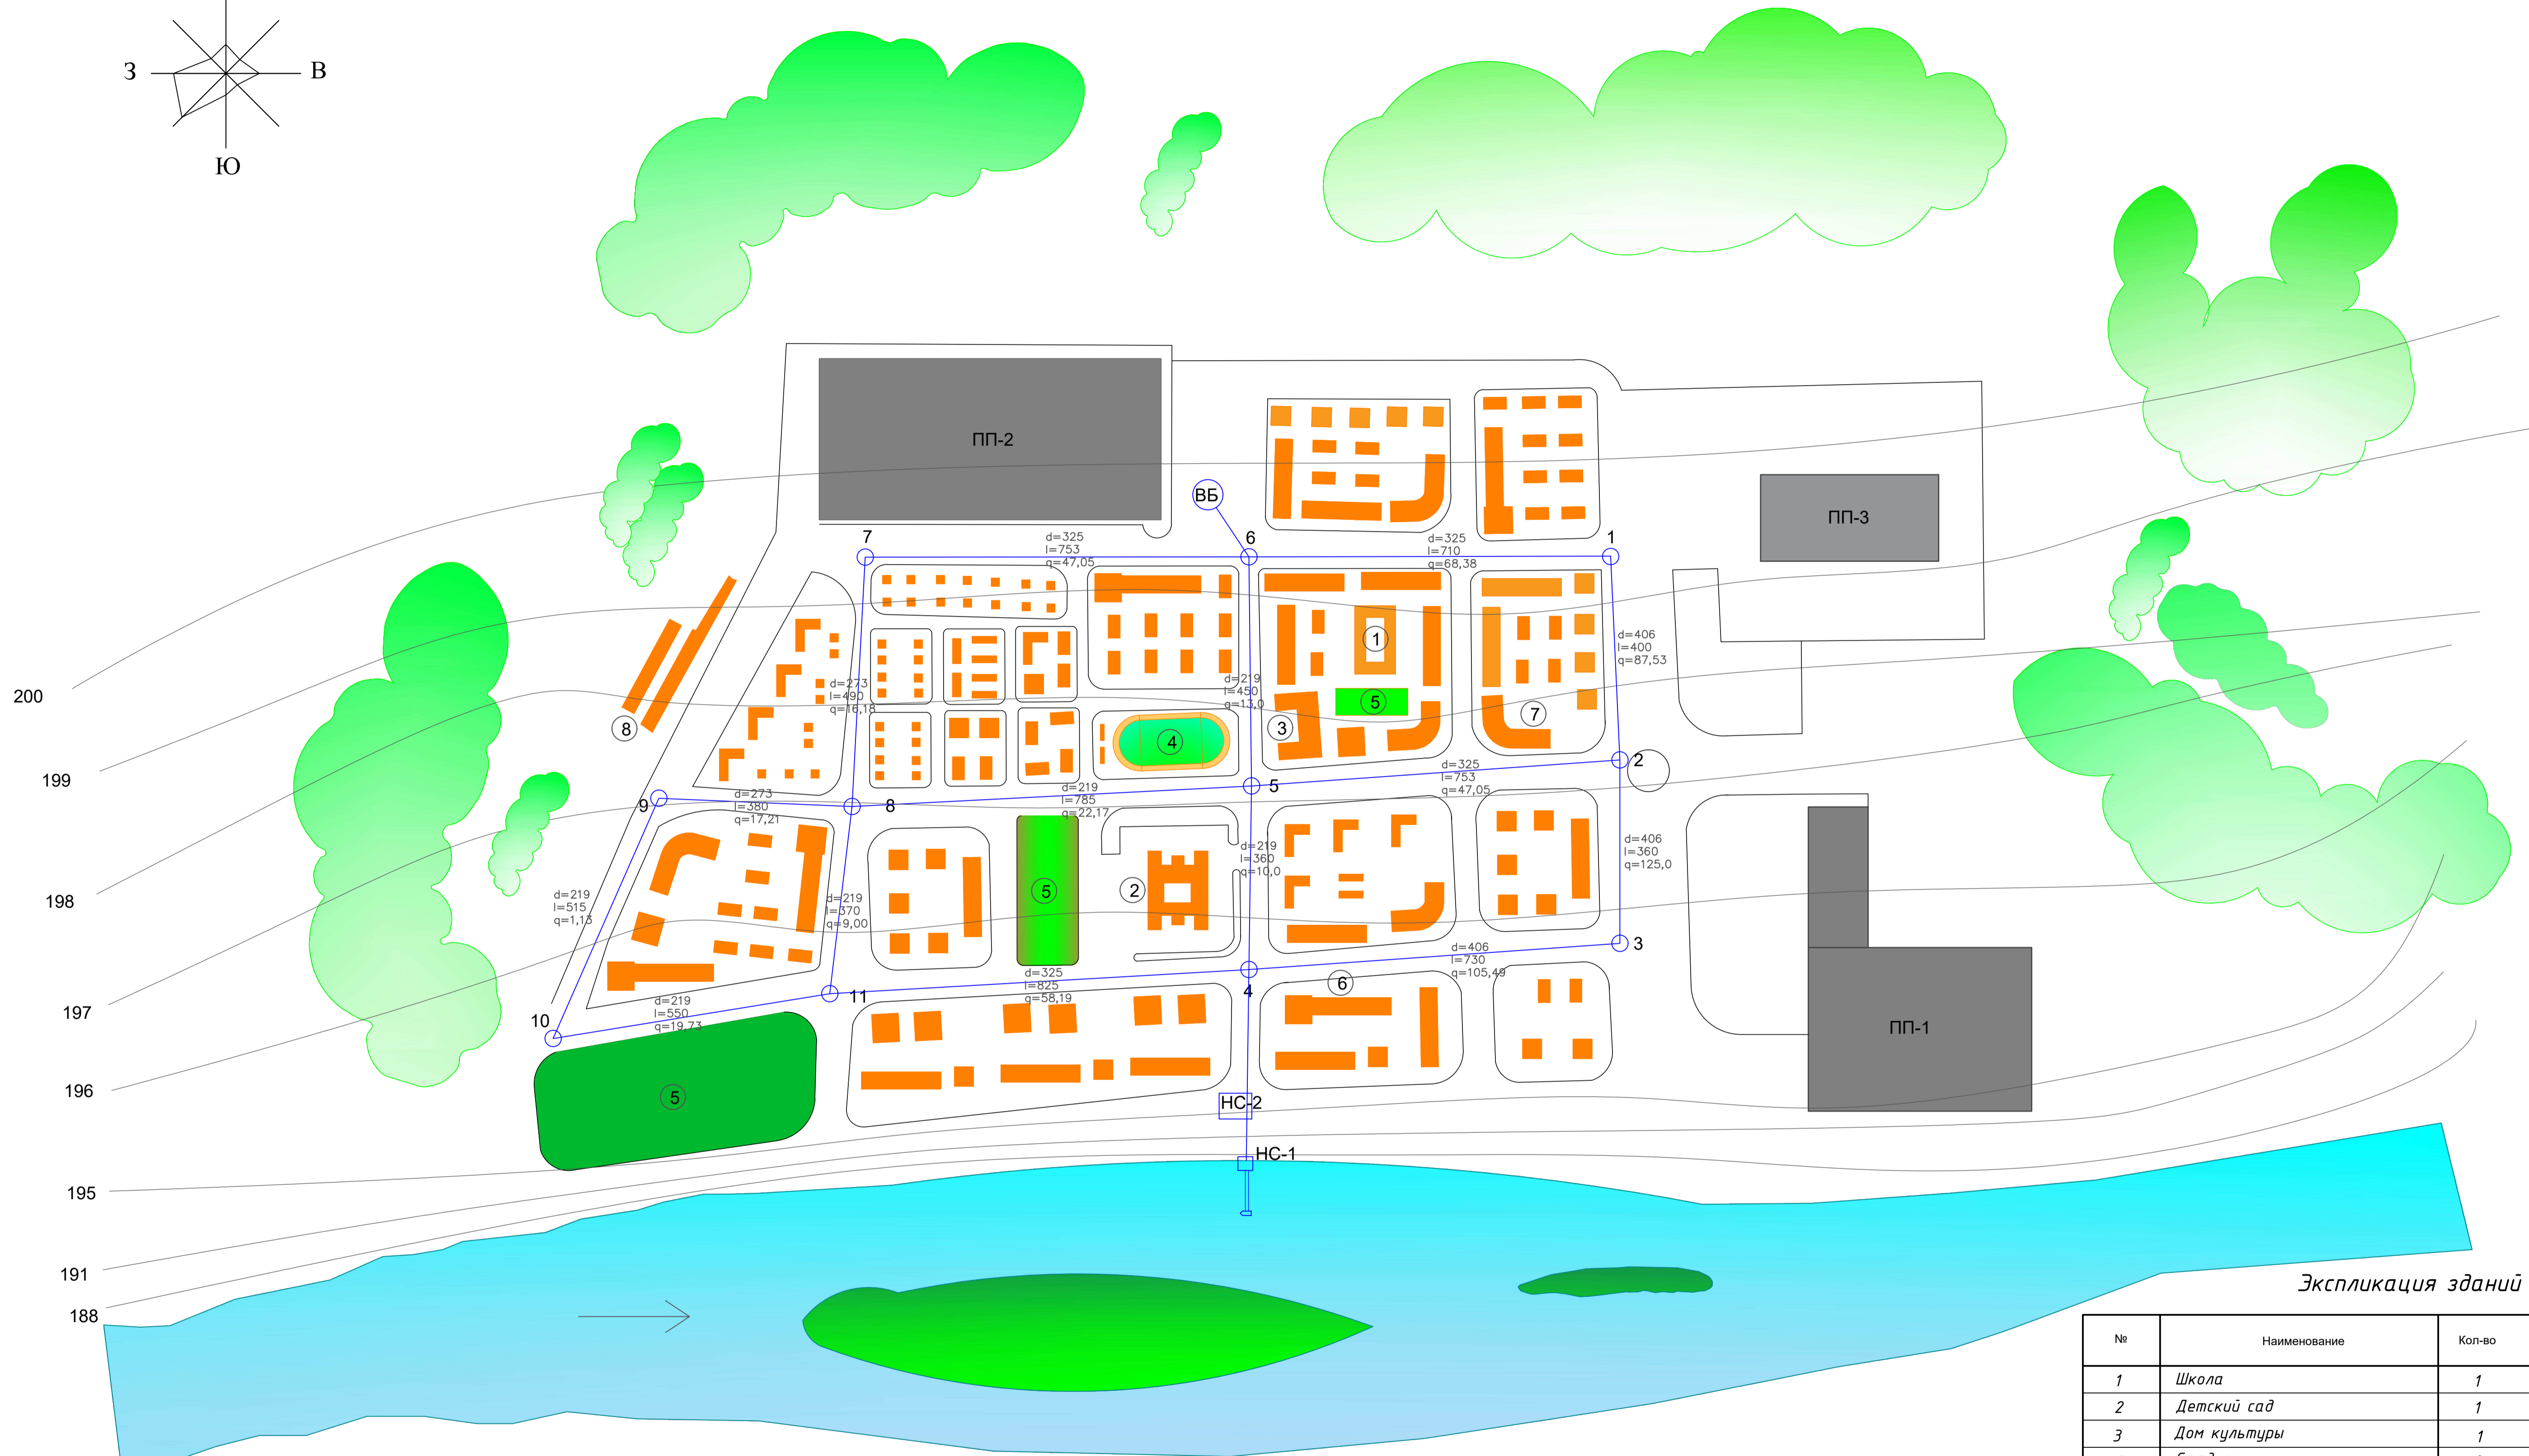 З
В
Ю
ПП-2
ВБ
ПП-3
7
d=325
l=753
q=47,05
6
d=325
l=710
q=68,38
1
1
d=406
l=400
q=87,53
d=273
l=490
q=16,18
d=219
l=450
q=13,0
5
3
7
8
4
200
199
198
197
196
195
191
188
9
d=273
l=380
q=17,21
8
d=219
l=785
q=22,17
5
d=325
l=753
q=47,05
2
d=219
l=515
q=1,13
d=219
l=370
q=9,00
5
2
d=219
l=360
q=10,0
d=406
l=360
q=125,0
3
10
d=219
l=550
q=19,73
11
d=325
l=825
q=58,19
4
6
d=406
l=730
q=105,49
ПП-1
5
НС-2
НС-1
Экспликация зданий
№ Наименование Кол-во
1 Школа 1
2 Детский сад 1
3 Дом культуры 1